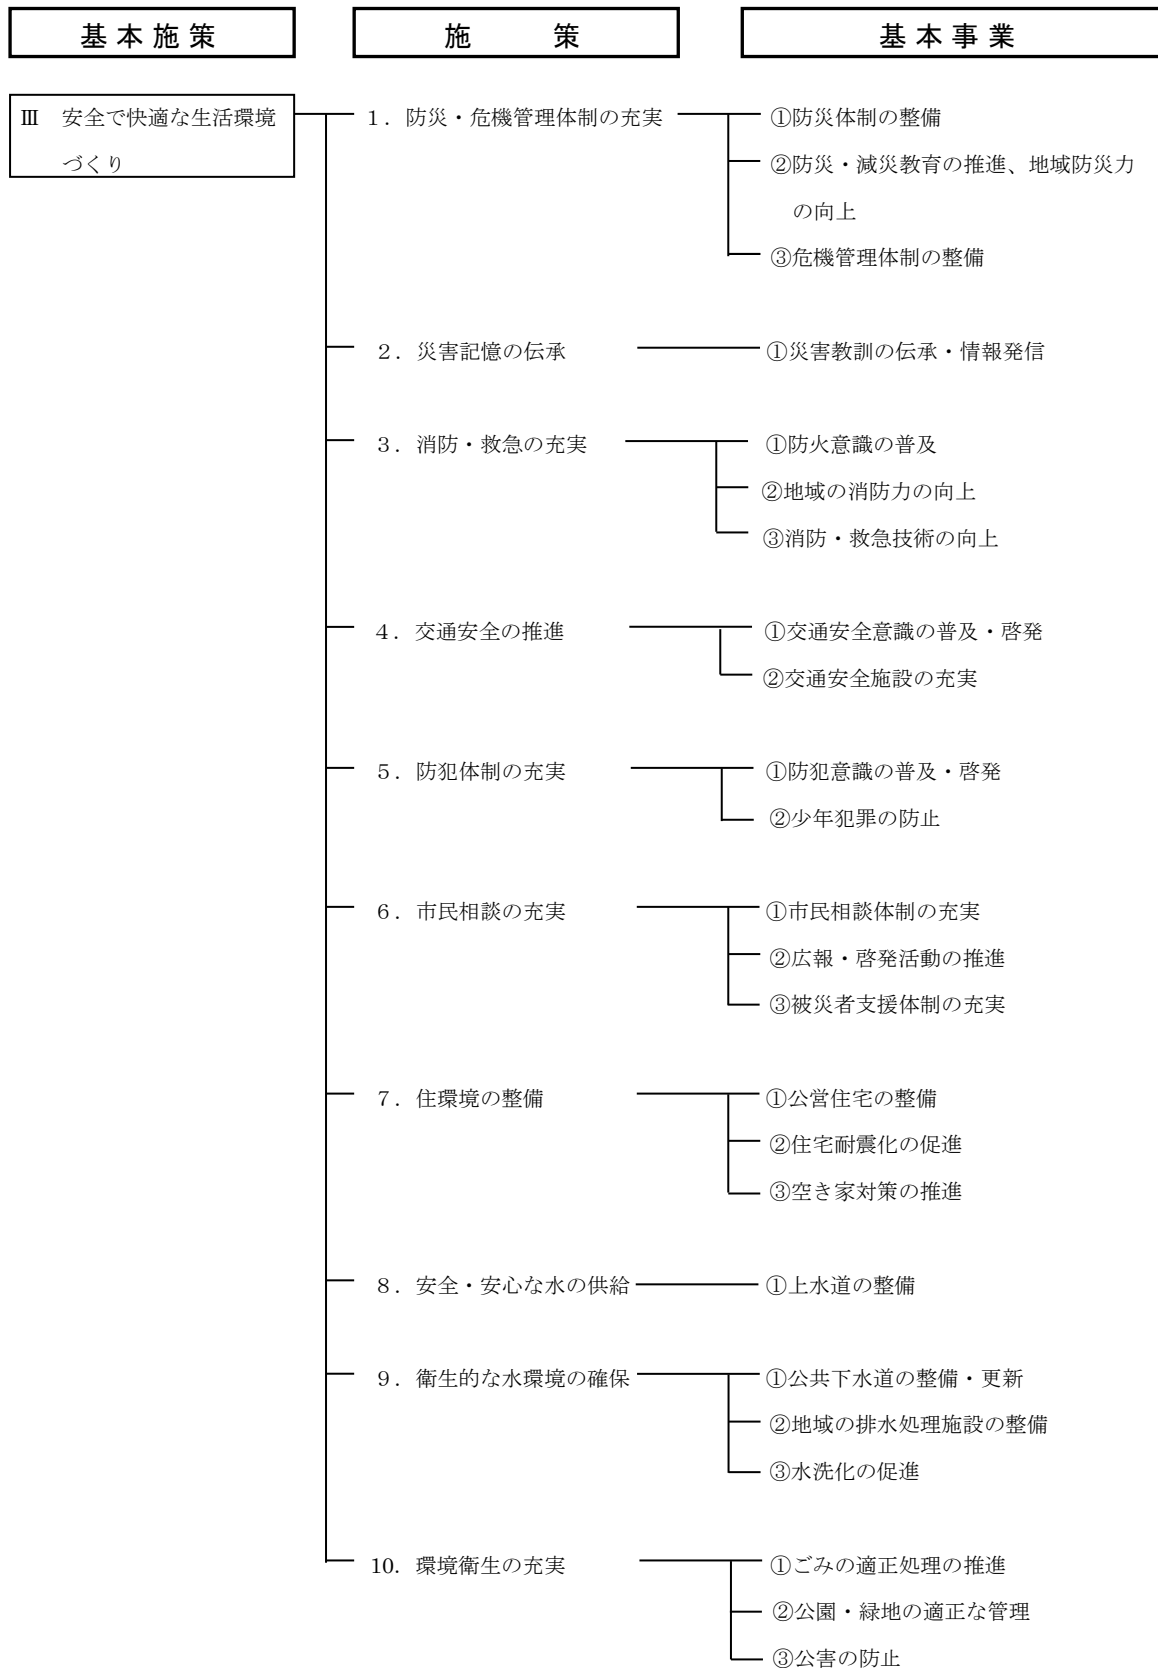 基本施策 施 策 基本事業
Ⅲ 安全で快適な生活環境 １．防災・危機管理体制の充実 ①防災体制の整備
づくり ②防災・減災教育の推進、地域防災力
の向上
③危機管理体制の整備
２．災害記憶の伝承 ①災害教訓の伝承・情報発信
３．消防・救急の充実 ①防火意識の普及
②地域の消防力の向上
③消防・救急技術の向上
４．交通安全の推進 ①交通安全意識の普及・啓発
②交通安全施設の充実
５．防犯体制の充実 ①防犯意識の普及・啓発
②少年犯罪の防止
６．市民相談の充実 ①市民相談体制の充実
②広報・啓発活動の推進
③被災者支援体制の充実
７．住環境の整備 ①公営住宅の整備
②住宅耐震化の促進
③空き家対策の推進
８．安全・安心な水の供給 ①上水道の整備
９．衛生的な水環境の確保 ①公共下水道の整備・更新
②地域の排水処理施設の整備
③水洗化の促進
10．環境衛生の充実 ①ごみの適正処理の推進
②公園・緑地の適正な管理
③公害の防止